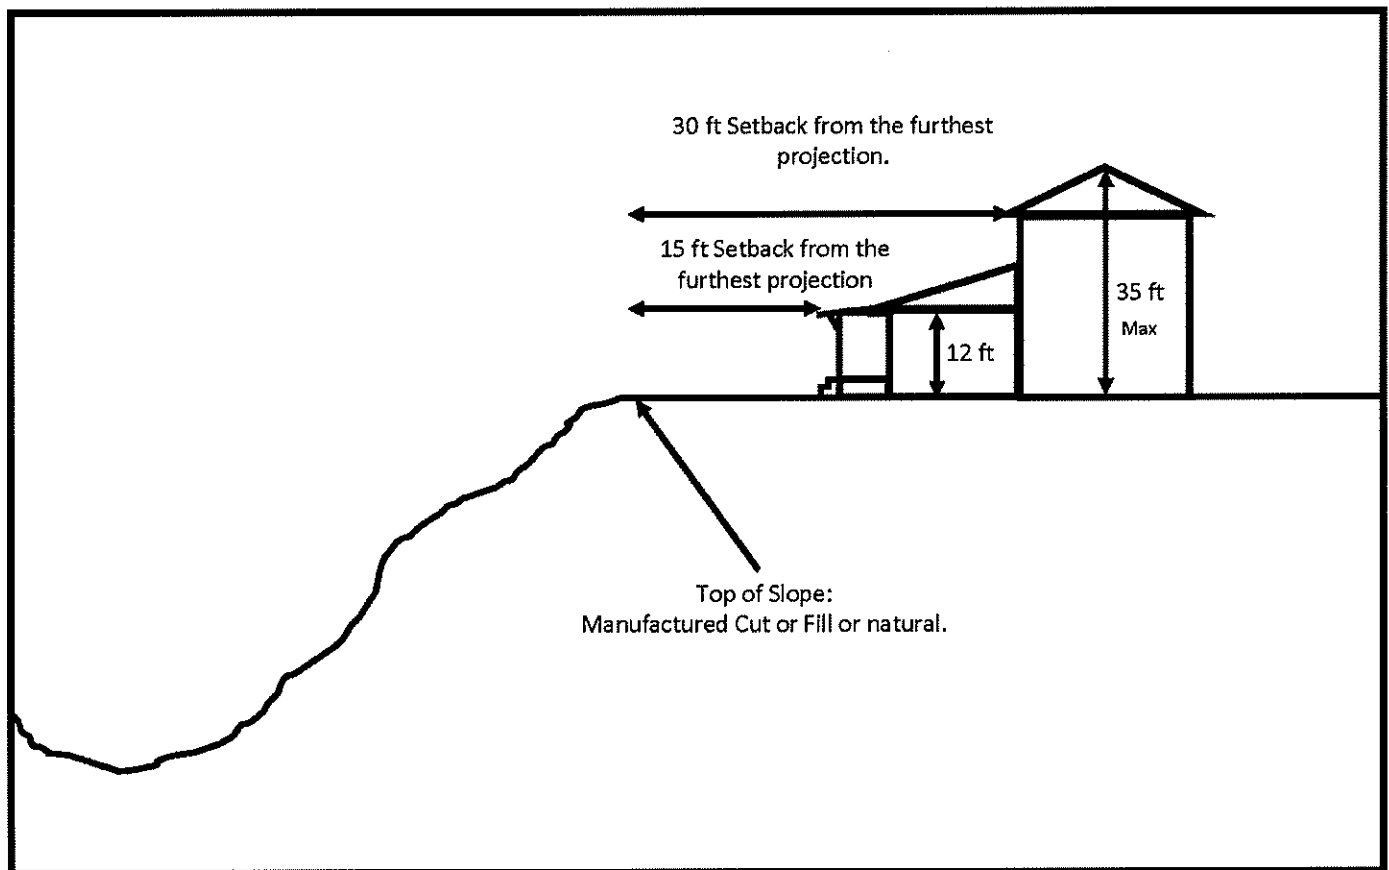 30 ft Setback from the furthest
projection.
15 ft Setback from the
furthest projection
35 ft
Max
12 ft
Top of Slope:
Manufactured Cut or Fill or natural.